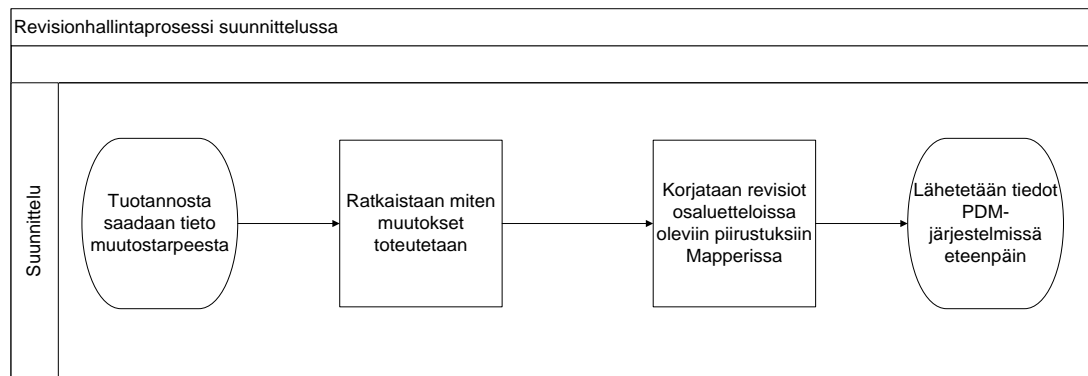 Revisionhallintaprosessi suunnittelussa
Suunnittelu
Tuotannosta
saadaan tieto
muutostarpeesta
Ratkaistaan miten
muutokset
toteutetaan
Korjataan revisiot
osaluetteloissa
oleviin piirustuksiin
Mapperissa
Lähetetään tiedot
PDM-
järjestelmissä
eteenpäin